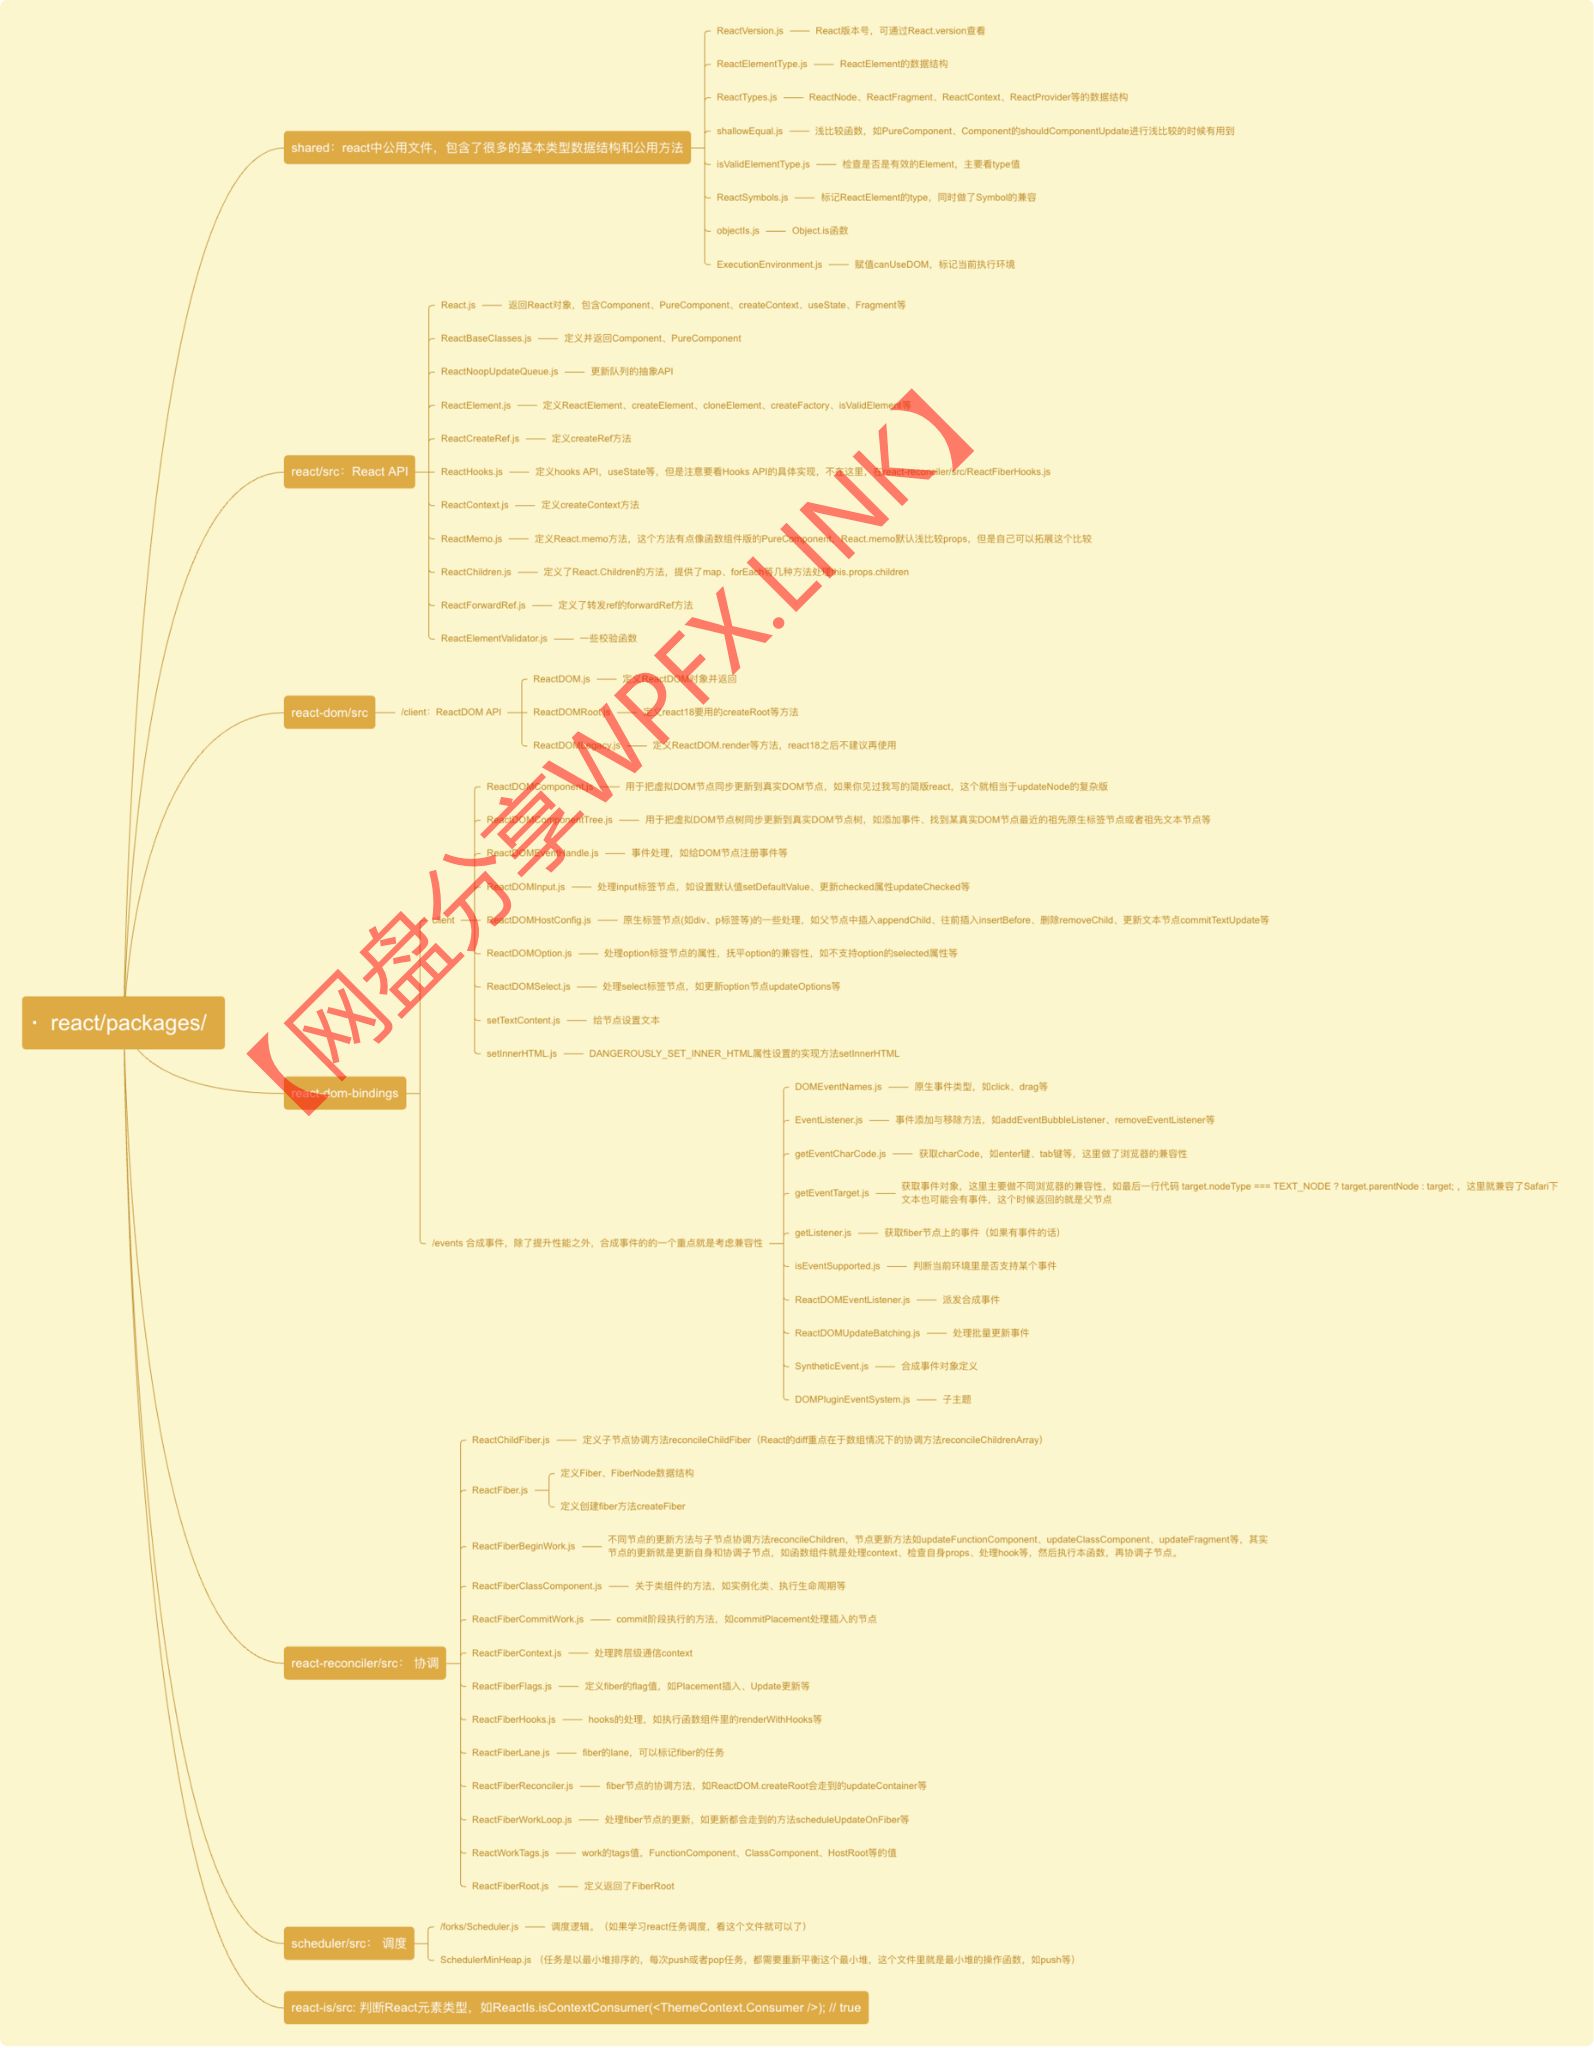 · react/packages/
shared：react中公用文件，包含了很多的基本类型数据结构和公用方法
ReactVersion.js
React版本号，可通过React.version查看
ReactElementType.js
ReactElement的数据结构
ReactTypes.js
ReactNode、ReactFragment、ReactContext、ReactProvider等的数据结构
shallowEqual.js
浅比较函数，如PureComponent、Component的shouldComponentUpdate进行浅比较的时候有用到
isValidElementType.js
检查是否是有效的Element，主要看type值
ReactSymbols.js
标记ReactElement的type，同时做了Symbol的兼容
objectIs.js
Object.is函数
ExecutionEnvironment.js
赋值canUseDOM，标记当前执行环境
react/src：React API
React.js
返回React对象，包含Component、PureComponent、createContext、useState、Fragment等
ReactBaseClasses.js
定义并返回Component、PureComponent
ReactNoopUpdateQueue.js
更新队列的抽象API
ReactElement.js
定义ReactElement、createElement、cloneElement、createFactory、isValidElement等
ReactCreateRef.js
定义createRef方法
ReactHooks.js
定义hooks API，useState等，但是注意要看Hooks API的具体实现，不在这里，在react-reconciler/src/ReactFiberHooks.js
ReactContext.js
定义createContext方法
ReactMemo.js
定义React.memo方法，这个方法有点像函数组件版的PureComponent，React.memo默认浅比较props，但是自己可以拓展这个比较
ReactChildren.js
定义了React.Children的方法，提供了map、forEach等几种方法处理this.props.children
ReactForwardRef.js
定义了转发ref的forwardRef方法
ReactElementValidator.js
一些校验函数
react-dom/src
/client：ReactDOM API
ReactDOM.js
定义ReactDOM对象并返回
ReactDOMRoot.js
定义react18要用的createRoot等方法
ReactDOMLegacy.js
定义ReactDOM.render等方法，react18之后不建议再使用
react-dom-bindings
client
ReactDOMComponent.js
用于把虚拟DOM节点同步更新到真实DOM节点，如果你见过我写的简版react，这个就相当于updateNode的复杂版
ReactDOMComponentTree.js
用于把虚拟DOM节点树同步更新到真实DOM节点树，如添加事件、找到某真实DOM节点最近的祖先原生标签节点或者祖先文本节点等
ReactDOMEventHandle.js
事件处理，如给DOM节点注册事件等
ReactDOMInput.js
处理input标签节点，如设置默认值setDefaultValue、更新checked属性updateChecked等
ReactDOMHostConfig.js
原生标签节点(如div、p标签等)的一些处理，如父节点中插入appendChild、往前插入insertBefore、删除removeChild、更新文本节点commitTextUpdate等
ReactDOMOption.js
处理option标签节点的属性，抚平option的兼容性，如不支持option的selected属性等
ReactDOMSelect.js
处理select标签节点，如更新option节点updateOptions等
setTextContent.js
给节点设置文本
setInnerHTML.js
DANGEROUSLY_SET_INNER_HTML属性设置的实现方法setInnerHTML
/events 合成事件，除了提升性能之外，合成事件的的一个重点就是考虑兼容性
DOMEventNames.js
原生事件类型，如click、drag等
EventListener.js
事件添加与移除方法，如addEventBubbleListener、removeEventListener等
getEventCharCode.js
获取charCode，如enter键、tab键等，这里做了浏览器的兼容性
getEventTarget.js
获取事件对象，这里主要做不同浏览器的兼容性，如最后一行代码 target.nodeType === TEXT_NODE ? target.parentNode : target; ，这里就兼容了Safari下
文本也可能会有事件，这个时候返回的就是父节点
getListener.js
获取fiber节点上的事件（如果有事件的话）
isEventSupported.js
判断当前环境里是否支持某个事件
ReactDOMEventListener.js
派发合成事件
ReactDOMUpdateBatching.js
处理批量更新事件
SyntheticEvent.js
合成事件对象定义
DOMPluginEventSystem.js
子主题
react-reconciler/src： 协调
ReactChildFiber.js
定义子节点协调方法reconcileChildFiber（React的diff重点在于数组情况下的协调方法reconcileChildrenArray）
ReactFiber.js
定义Fiber、FiberNode数据结构
定义创建fiber方法createFiber
ReactFiberBeginWork.js
不同节点的更新方法与子节点协调方法reconcileChildren，节点更新方法如updateFunctionComponent、updateClassComponent、updateFragment等，其实
节点的更新就是更新自身和协调子节点，如函数组件就是处理context、检查自身props、处理hook等，然后执行本函数，再协调子节点。
ReactFiberClassComponent.js
关于类组件的方法，如实例化类、执行生命周期等
ReactFiberCommitWork.js
commit阶段执行的方法，如commitPlacement处理插入的节点
ReactFiberContext.js
处理跨层级通信context
ReactFiberFlags.js
定义fiber的flag值，如Placement插入、Update更新等
ReactFiberHooks.js
hooks的处理，如执行函数组件里的renderWithHooks等
ReactFiberLane.js
fiber的lane，可以标记fiber的任务
ReactFiberReconciler.js
fiber节点的协调方法，如ReactDOM.createRoot会走到的updateContainer等
ReactFiberWorkLoop.js
处理fiber节点的更新，如更新都会走到的方法scheduleUpdateOnFiber等
ReactWorkTags.js
work的tags值，FunctionComponent、ClassComponent、HostRoot等的值
ReactFiberRoot.js
定义返回了FiberRoot
scheduler/src： 调度
/forks/Scheduler.js
调度逻辑。（如果学习react任务调度，看这个文件就可以了）
SchedulerMinHeap.js （任务是以最小堆排序的，每次push或者pop任务，都需要重新平衡这个最小堆，这个文件里就是最小堆的操作函数，如push等）
react-is/src: 判断React元素类型，如ReactIs.isContextConsumer(<ThemeContext.Consumer />); // true
【网盘分享WPFX.LINK】